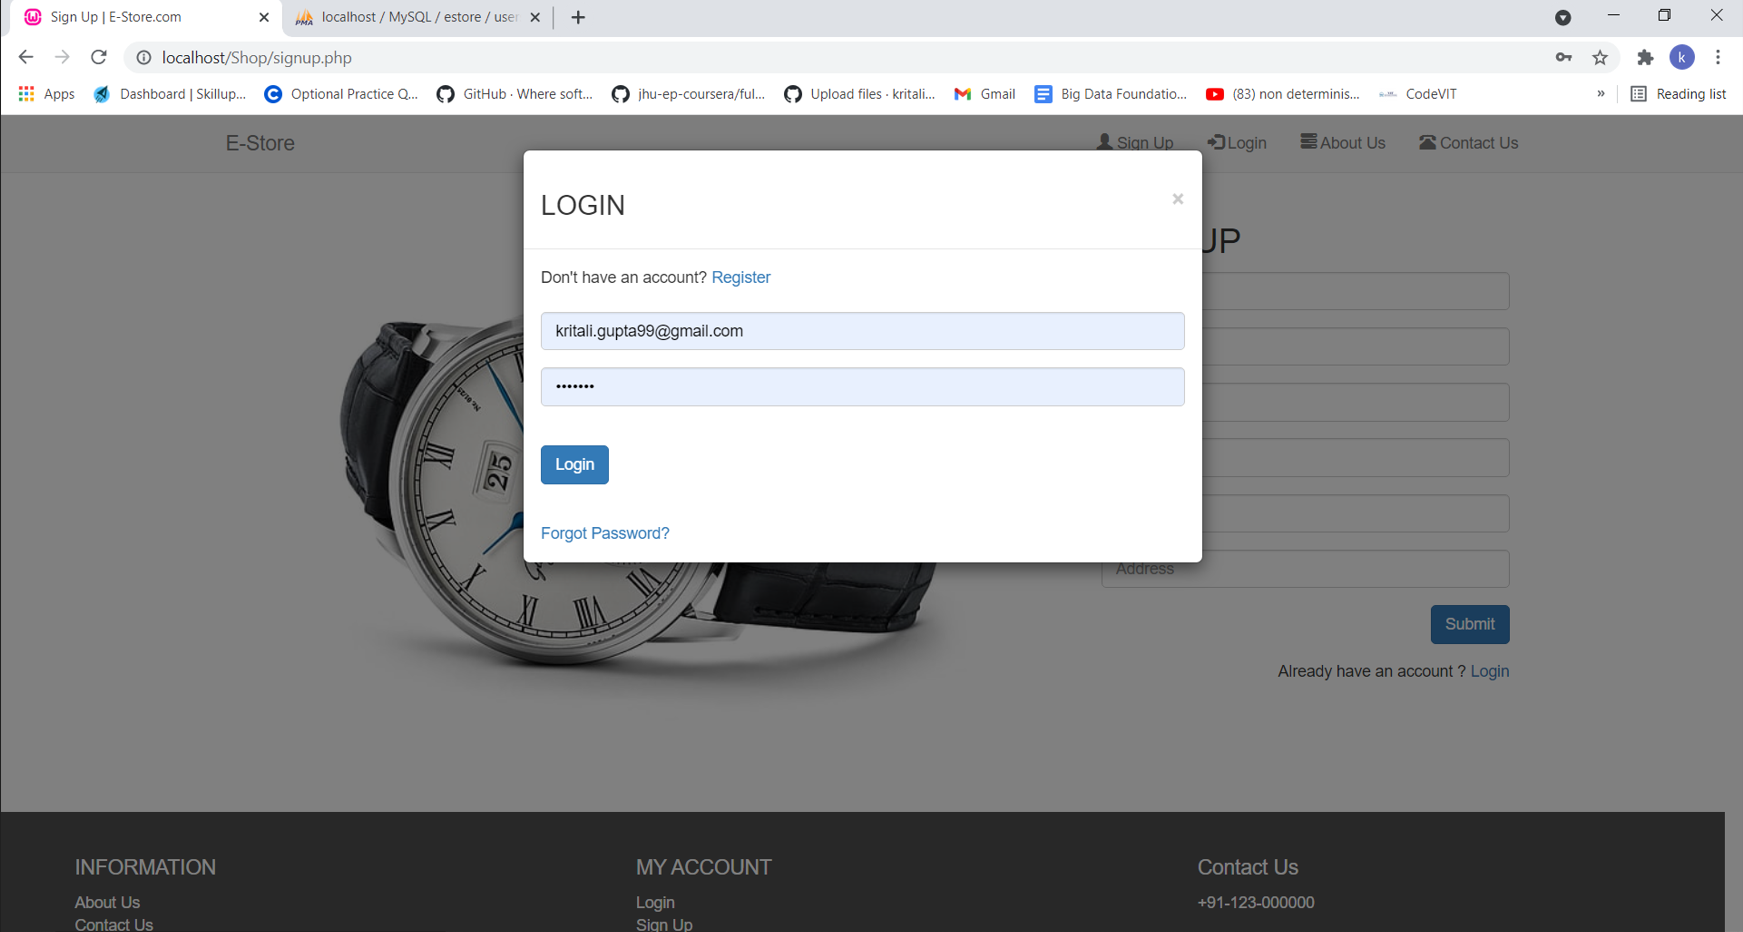 Sign Up | E-Store.com
localhost / MySQL / estore / user
localhost/Shop/signup.php
k
Apps
Dashboard | Skillup...
Optional Practice Q...
GitHub · Where soft...
jhu-ep-coursera/ful...
Upload files · kritali...
Gmail
Big Data Foundatio...
(83) non determinis...
CodeVIT
»
Reading list
E-Store
Sign Up
Login
About Us
Contact Us
LOGIN
×
UP
Don't have an account? Register
kritali.gupta99@gmail.com
•••••••
Login
Forgot Password?
25
Address
Submit
Already have an account ? Login
INFORMATION
About Us
Contact Us
MY ACCOUNT
Login
Sign Up
Contact Us
+91-123-000000